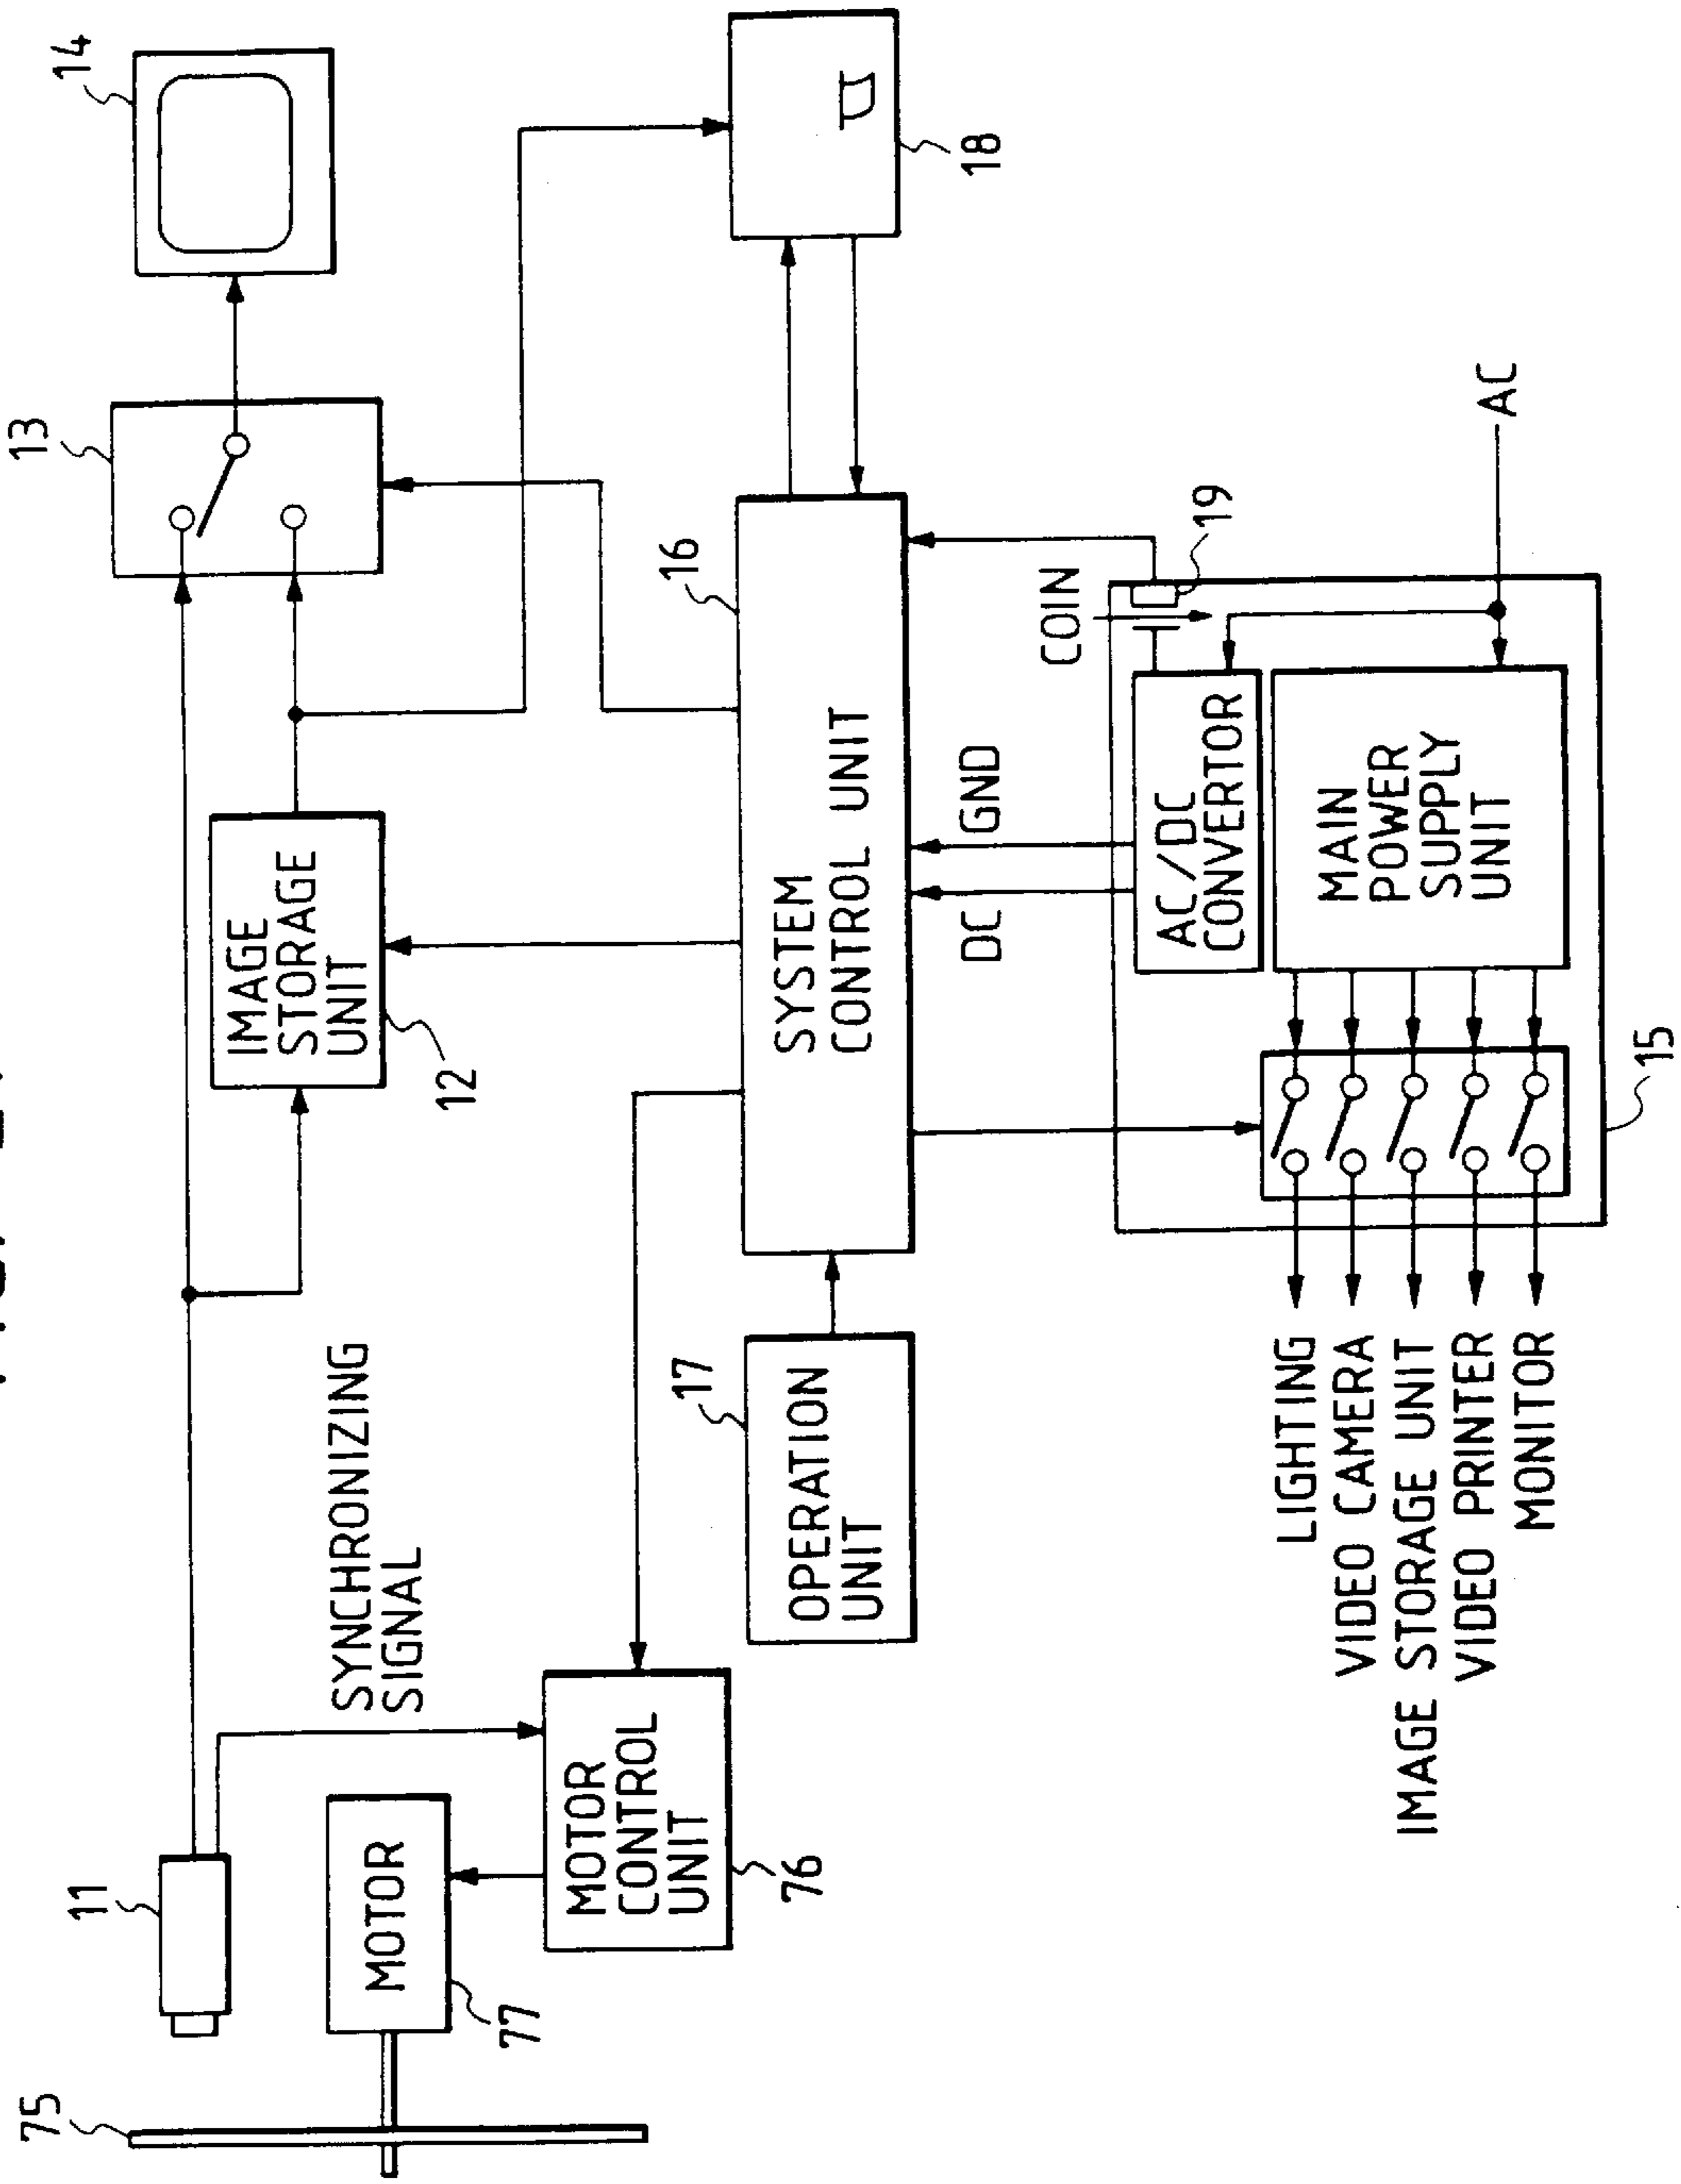 75
11
SYNCHRONIZING
SIGNAL
13
14
MOTOR
77
MOTOR
CONTROL
UNIT
76
IMAGE
STORAGE
UNIT
12
16
SYSTEM
CONTROL UNIT
17
OPERATION
UNIT
18
DC
GND
COIN
19
AC
AC/DC
CONVERTOR
MAIN
POWER
SUPPLY
UNIT
15
LIGHTING
VIDEO CAMERA
IMAGE STORAGE UNIT
VIDEO PRINTER
MONITOR